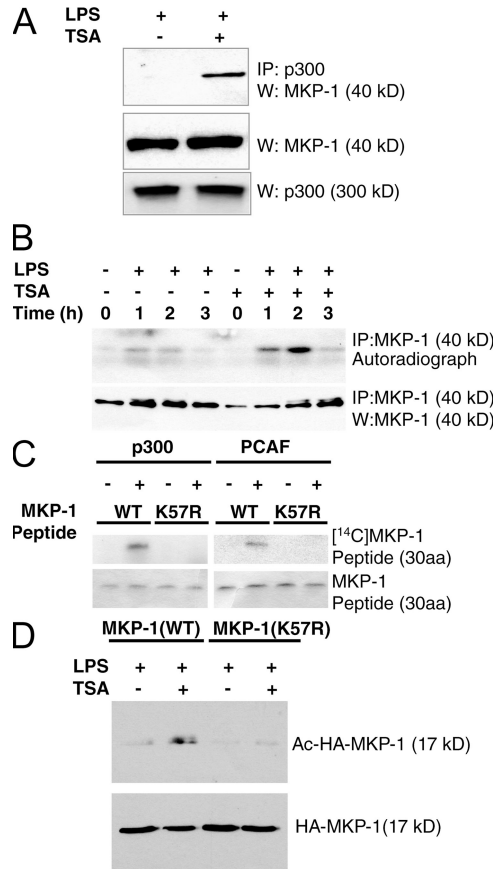 A
LPS + +
TSA - +
IP: p300
W: MKP-1 (40 kD)
W: MKP-1 (40 kD)
W: p300 (300 kD)
B
LPS - + + + - + + +
TSA - - - - + + + +
Time (h) 0 1 2 3 0 1 2 3
IP:MKP-1 (40 kD)
Autoradiograph
IP:MKP-1 (40 kD)
W:MKP-1 (40 kD)
C
p300 PCAF
- + - + - + - +
MKP-1 WT K57R WT K57R
Peptide
[14C]MKP-1
Peptide (30aa)
MKP-1
Peptide (30aa)
D
MKP-1(WT) MKP-1(K57R)
LPS + + + +
TSA - + - +
Ac-HA-MKP-1 (17 kD)
HA-MKP-1(17 kD)